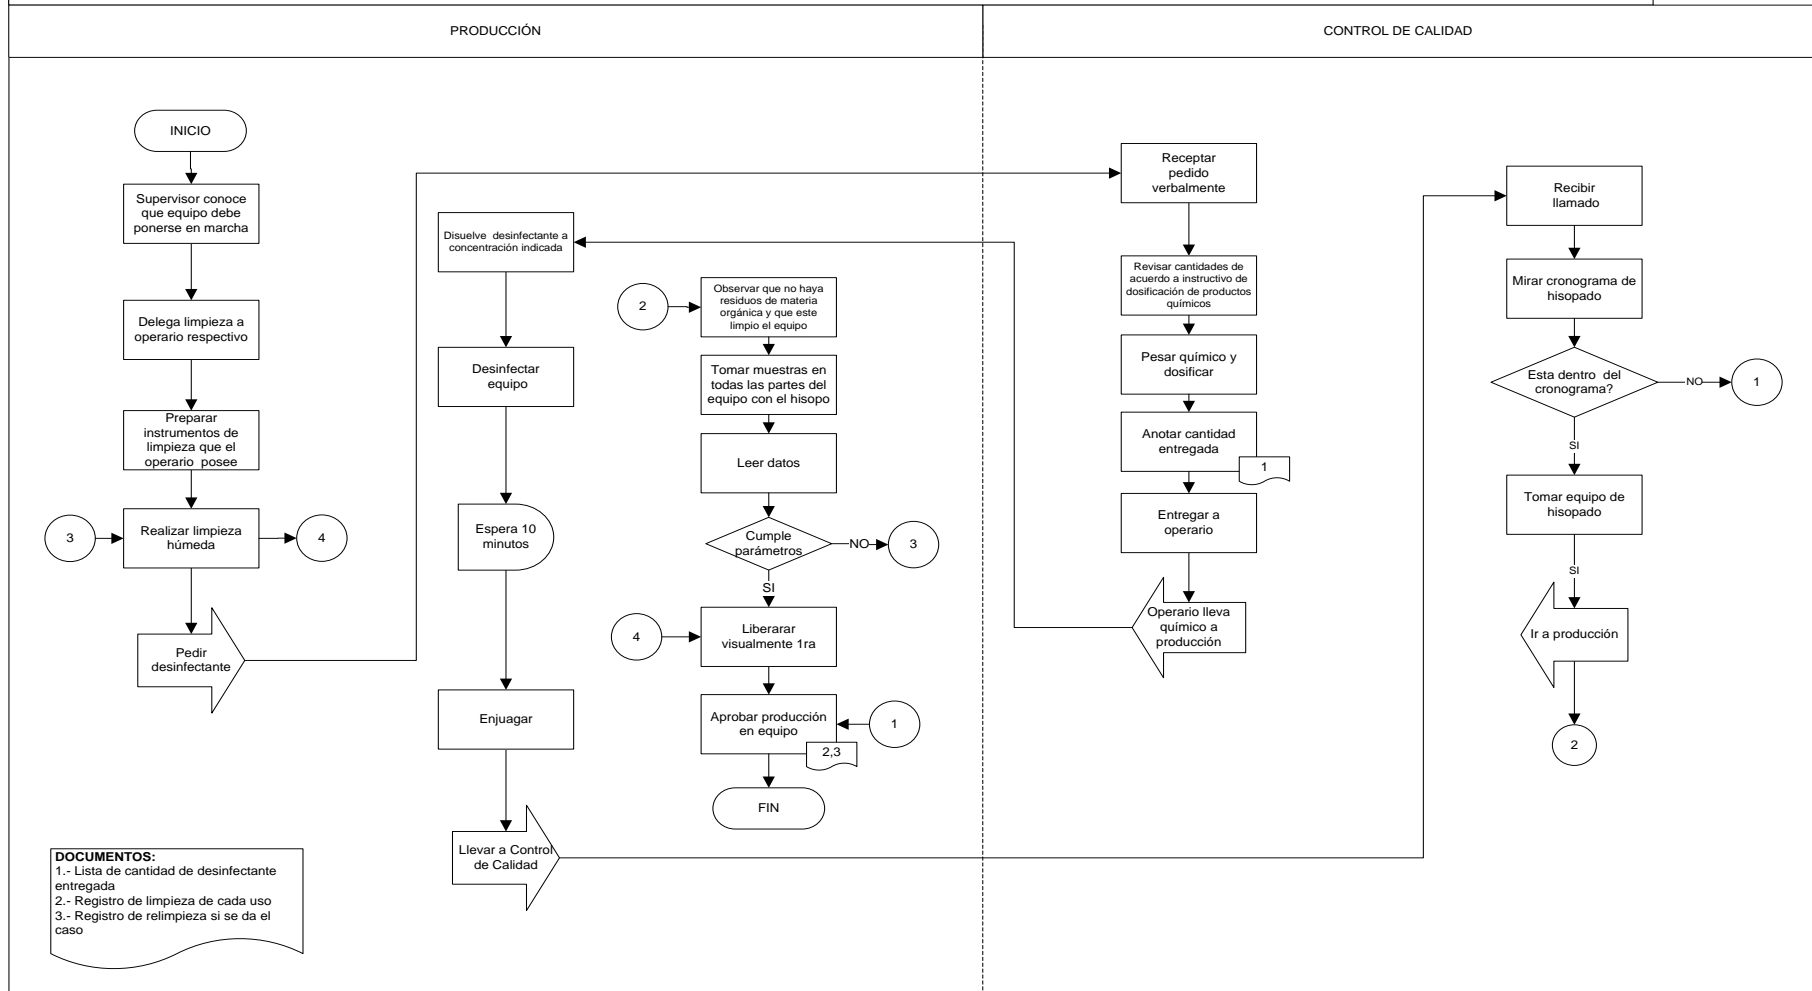 PRODUCCIÓN
CONTROL DE CALIDAD
INICIO
Supervisor conoce
que equipo debe
ponerse en marcha
Delega limpieza a
operario respectivo
Preparar
instrumentos de
limpieza que el
operario posee
3
Realizar limpieza
húmeda
4
Pedir
desinfectante
Disuelve desinfectante a
concentración indicada
Desinfectar
equipo
Espera 10
minutos
Enjuagar
Llevar a Control
de Calidad
2
Observar que no haya
residuos de materia
orgánica y que este
limpio el equipo
Tomar muestras en
todas las partes del
equipo con el hisopo
Leer datos
Cumple
parámetros
NO
3
SI
4
Liberarar
visualmente 1ra
Aprobar producción
en equipo
1
2,3
FIN
Receptar
pedido
verbalmente
Revisar cantidades de
acuerdo a instructivo de
dosificación de productos
químicos
Pesar químico y
dosificar
Anotar cantidad
entregada
1
Entregar a
operario
Operario lleva
químico a
producción
Recibir
llamado
Mirar cronograma de
hisopado
Esta dentro del
cronograma?
NO
1
SI
Tomar equipo de
hisopado
SI
Ir a producción
2
DOCUMENTOS:
1.- Lista de cantidad de desinfectante
entregada
2.- Registro de limpieza de cada uso
3.- Registro de relimpieza si se da el
caso